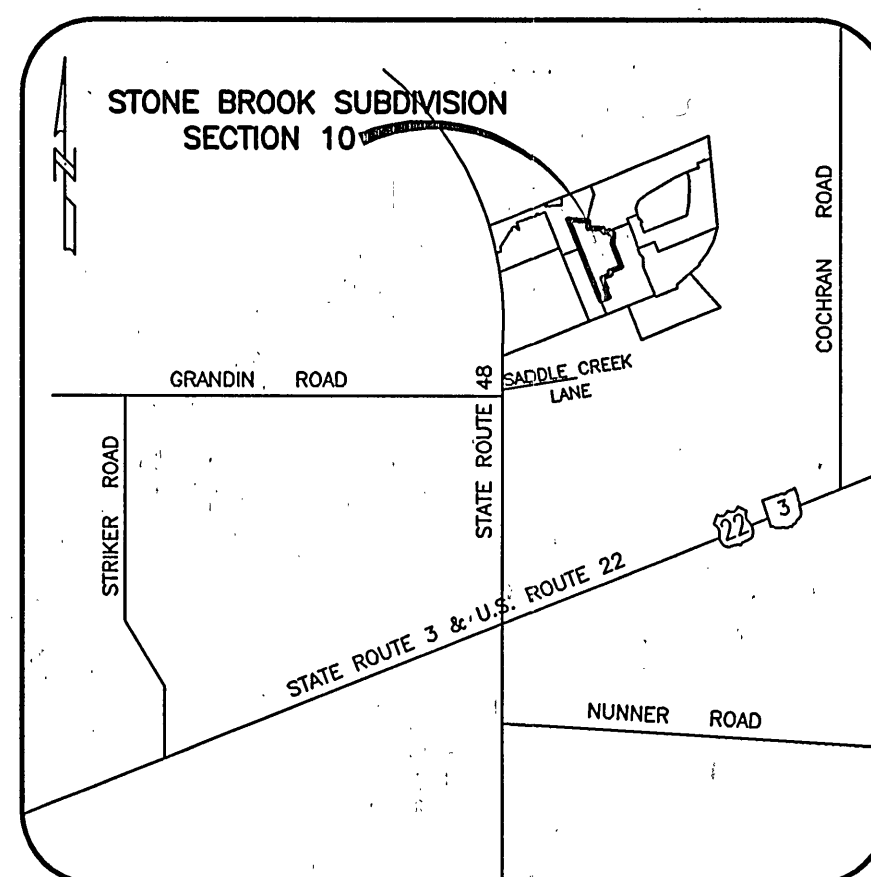 STONE BROOK SUBDIVISION
SECTION 10
N
COCHRAN ROAD
GRANDIN ROAD
STATE ROUTE 48
SADDLE CREEK
LANE
STRIKER ROAD
22
3
STATE ROUTE 3 & U.S. ROUTE 22
NUNNER ROAD